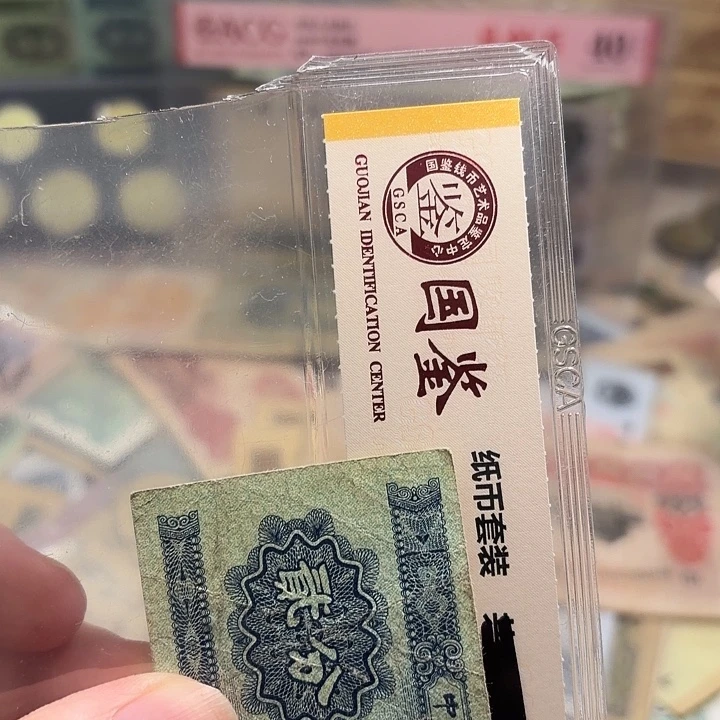 国鉴钱币艺术品鉴定中心
GSCA
鉴
国鉴
GUOJIAN IDENTIFICATION CENTER
GSCA
纸币套装
贰分
中